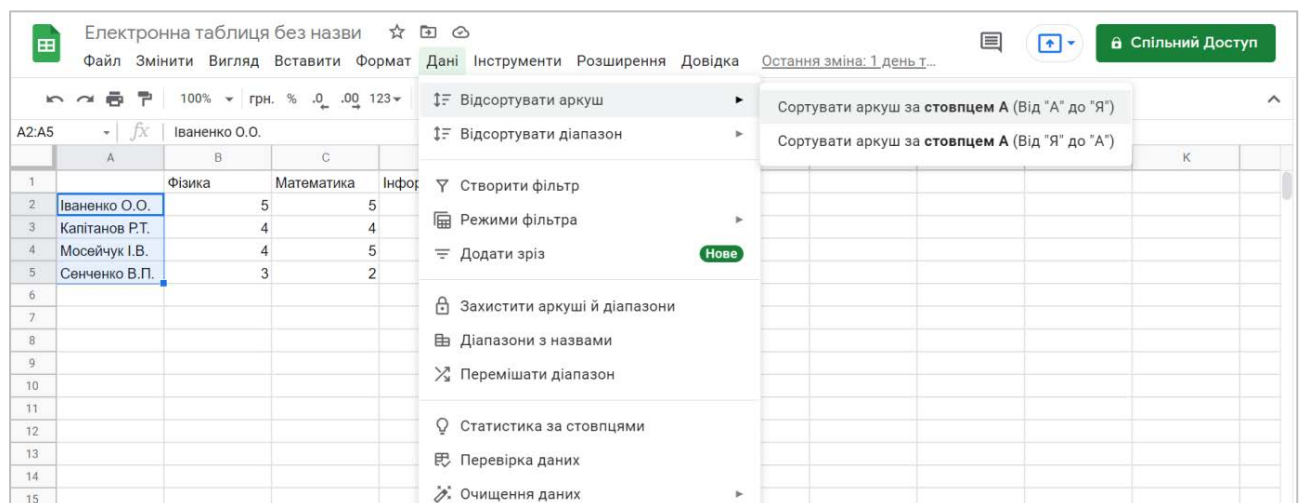 Електронна таблиця без назви
Спільний Доступ
Файл Змінити Вигляд Вставити Формат Дані Інструменти Розширення Довідка Остання зміна: 1 день т...
100% грн. % .0 .00 123
A2:A5 fx Іваненко О.О.
Відсортувати аркуш
Сортувати аркуш за стовпцем A (Від "А" до "Я")
Відсортувати діапазон
Сортувати аркуш за стовпцем A (Від "Я" до "А")
Створити фільтр
Режими фільтра
Додати зріз Нове
Захистити аркуші й діапазони
Діапазони з назвами
Перемішати діапазон
Статистика за стовпцями
Перевірка даних
Очищення даних
A B C K
1 Фізика Математика Інфор
2 Іваненко О.О. 5 5
3 Капітанов Р.Т. 4 4
4 Мосейчук І.В. 4 5
5 Сенченко В.П. 3 2
6
7
8
9
10
11
12
13
14
15